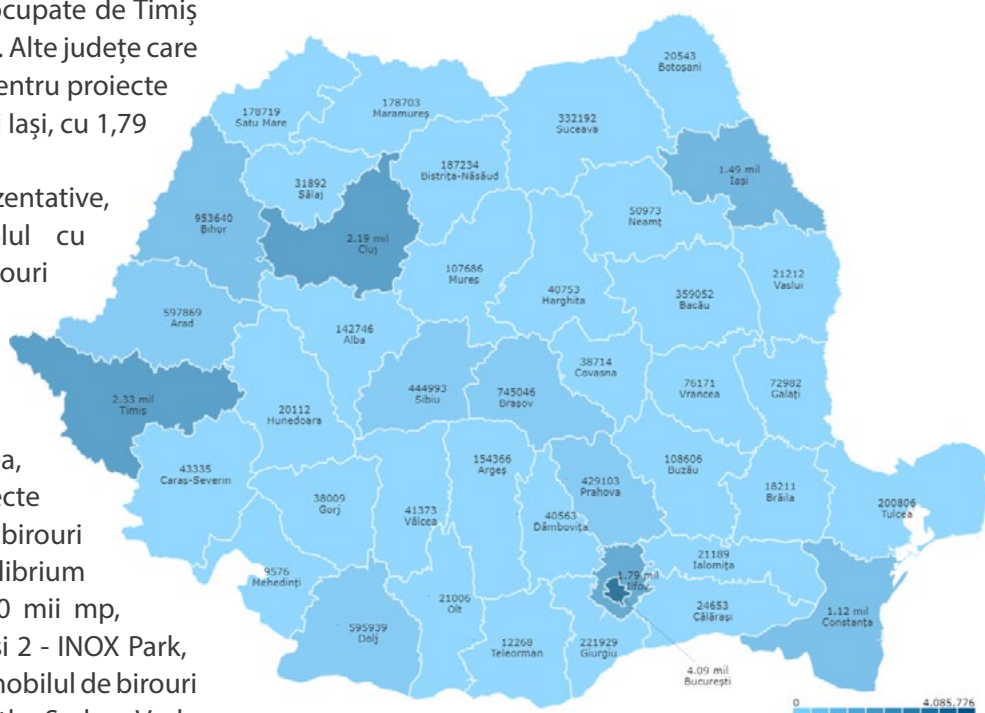 ocupate de Timiș
. Alte județe care
entru proiecte
i Iași, cu 1,79
zentative,
lul cu
ouri
a,
ecte
birouri
librium
0 mii mp,
și 2 - INOX Park,
mobilul de birouri
20543
Botoșani
178719
Satu Mare
178703
Maramureș
332192
Suceava
187234
Bistrița-Năsăud
1.49 mil
Iași
31892
Sălaj
953640
Bihor
2.19 mil
Cluj
50973
Neamț
107686
Mureș
40753
Harghita
359052
Bacău
21212
Vaslui
597869
Arad
142746
Alba
38714
Covasna
2.33 mil
Timiș
20112
Hunedoara
444993
Sibiu
745046
Brașov
76171
Vrancea
72982
Galați
43335
Caraș-Severin
154366
Argeș
108606
Buzău
429103
Prahova
18211
Brăila
200806
Tulcea
38009
Gorj
41373
Vâlcea
40563
Dâmbovița
9576
Mehedinți
21006
Olt
1.79 mil
Ilfov
21189
Ialomița
24653
Călărași
1.12 mil
Constanța
595939
Dolj
12268
Teleorman
221929
Giurgiu
4.09 mil
București
0 4,085,776